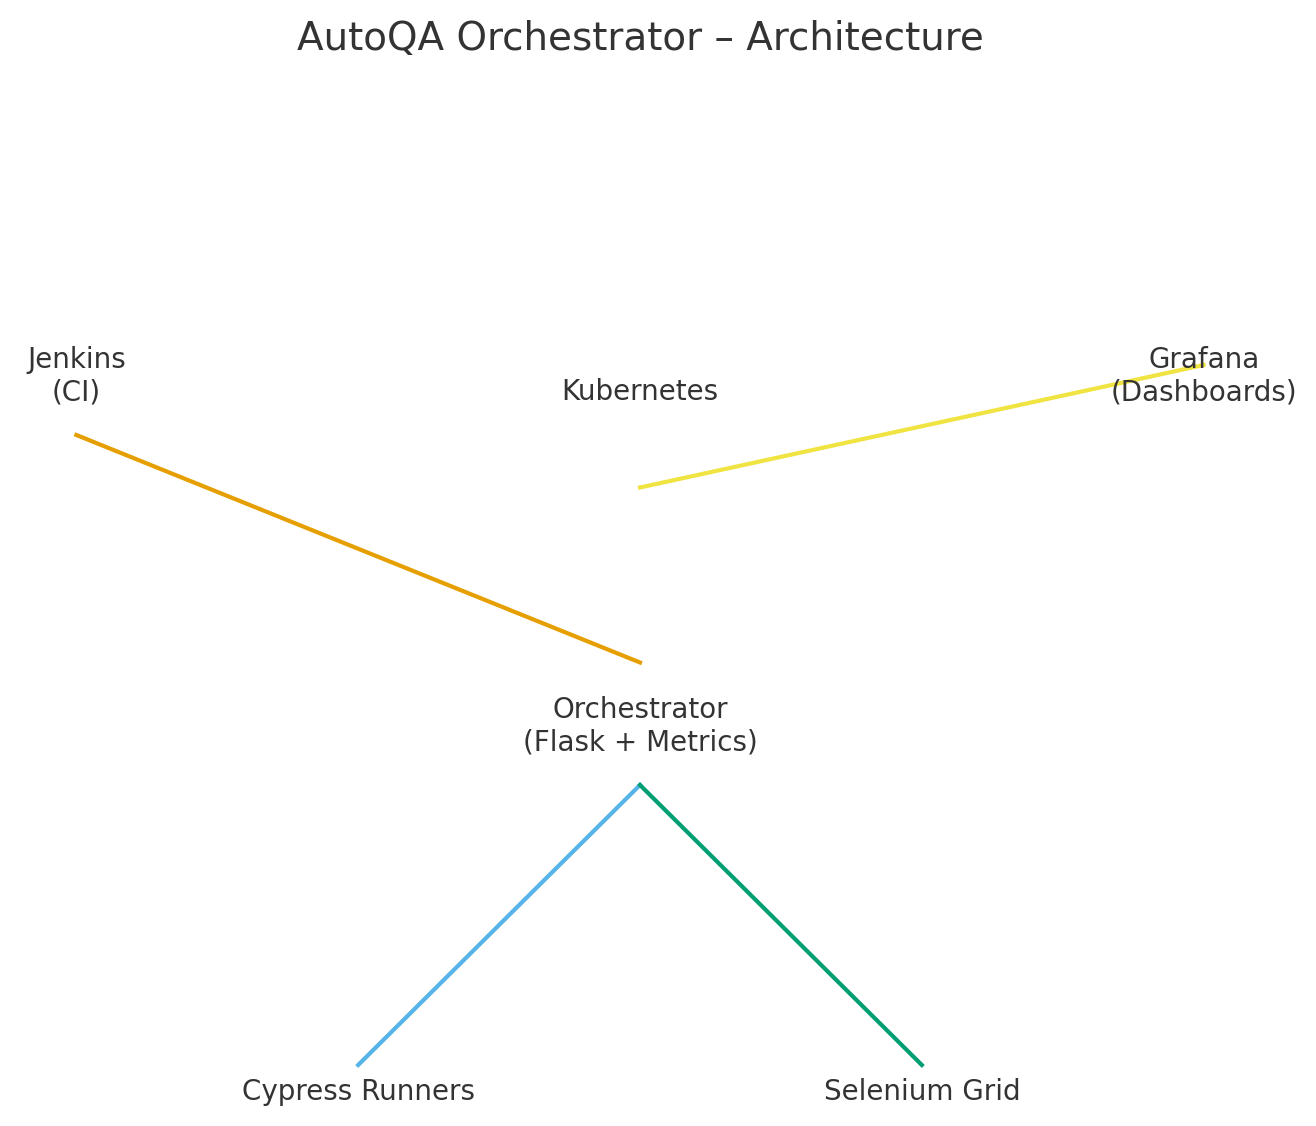 AutoQA Orchestrator – Architecture
Jenkins
(CI)
Kubernetes
Grafana
(Dashboards)
Orchestrator
(Flask + Metrics)
Cypress Runners
Selenium Grid